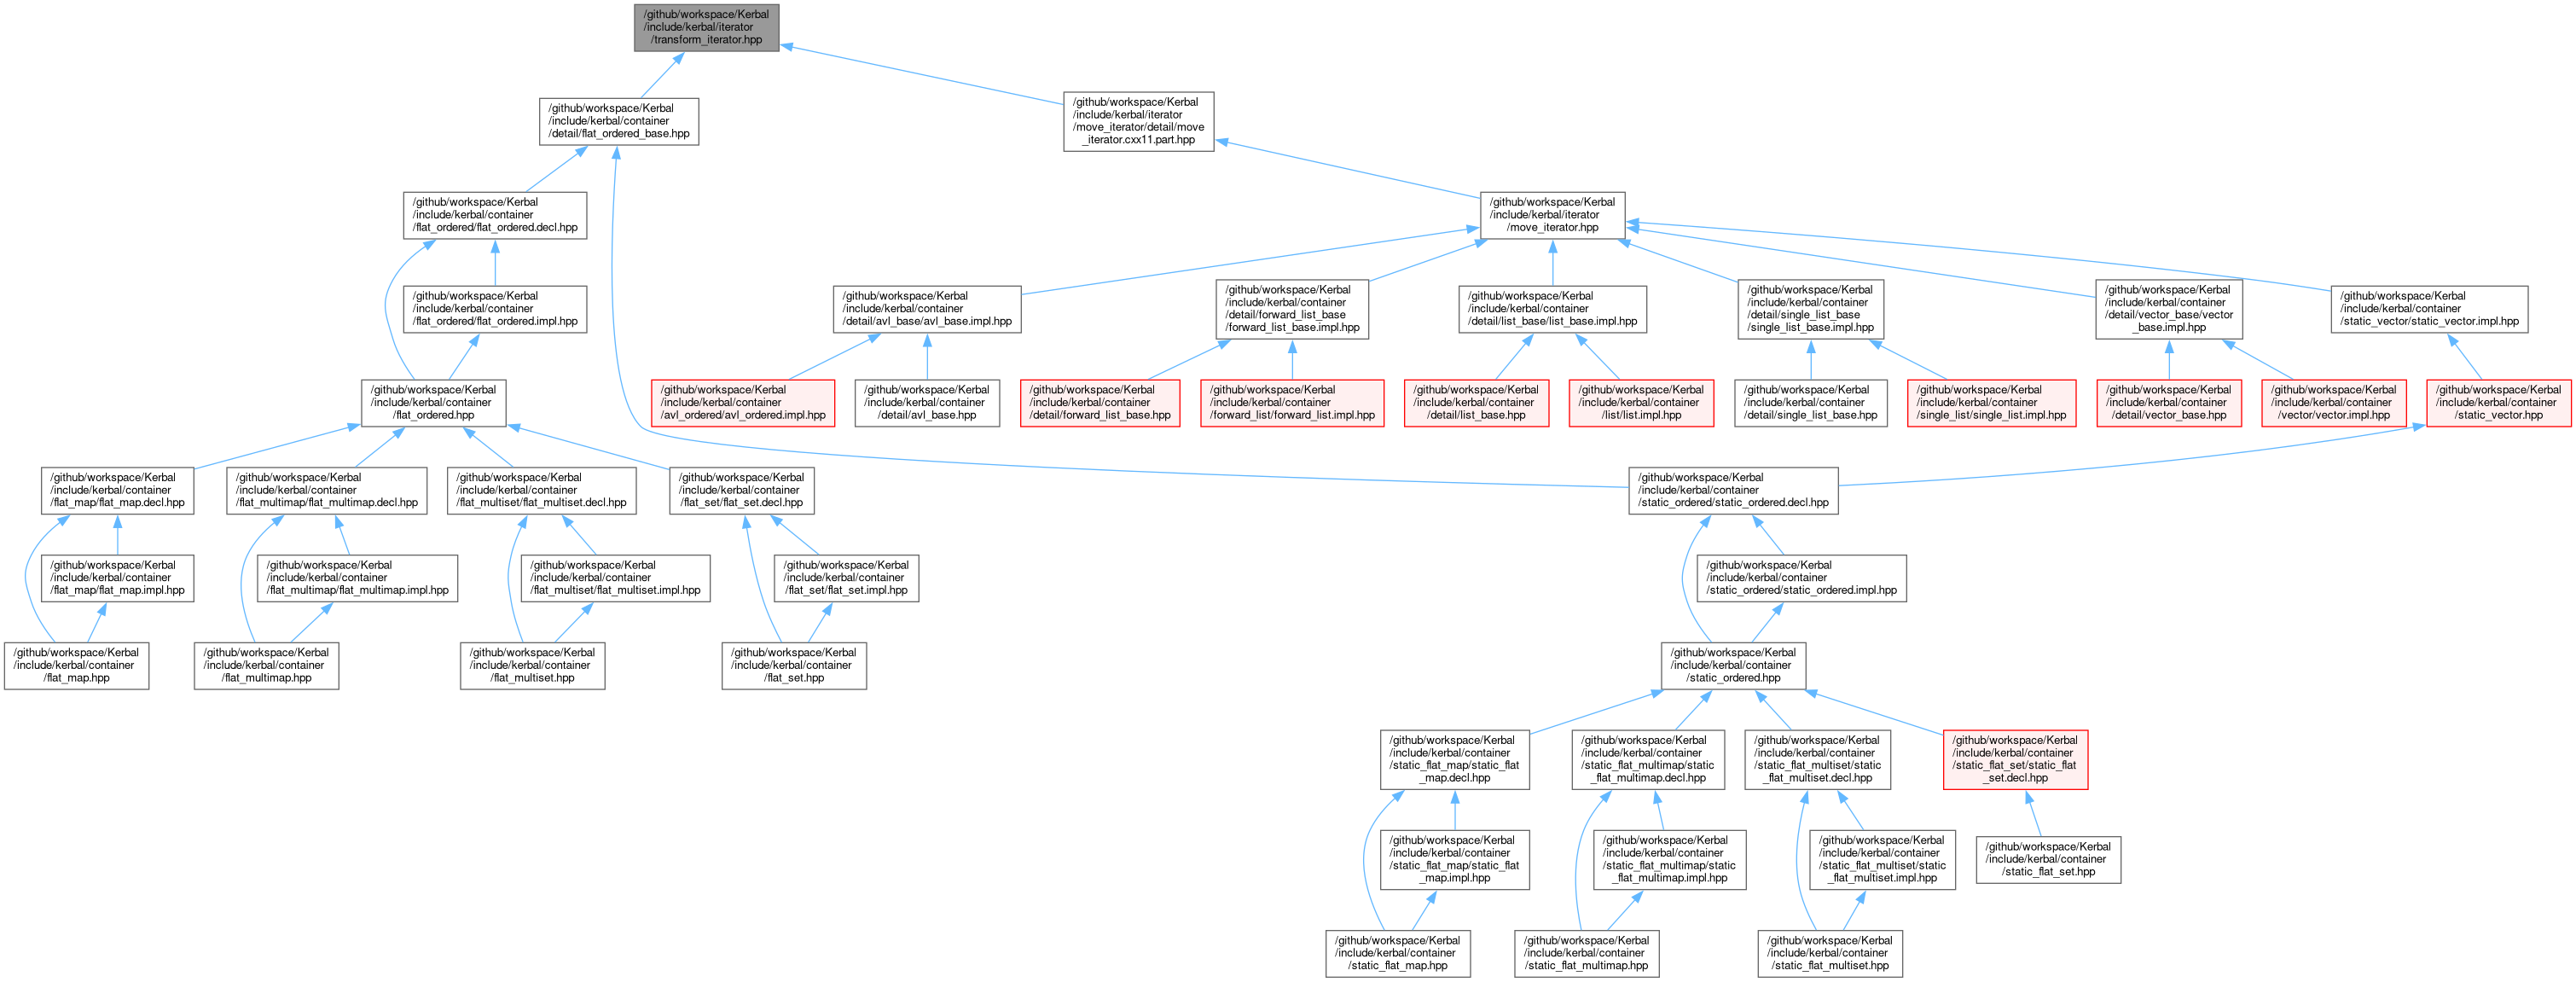 /github/workspace/Kerbal
/include/kerbal/iterator
/transform_iterator.hpp
/github/workspace/Kerbal
/include/kerbal/container
/detail/flat_ordered_base.hpp
/github/workspace/Kerbal
/include/kerbal/iterator
/move_iterator/detail/move
_iterator.cxx11.part.hpp
/github/workspace/Kerbal
/include/kerbal/container
/flat_ordered/flat_ordered.decl.hpp
/github/workspace/Kerbal
/include/kerbal/iterator
/move_iterator.hpp
/github/workspace/Kerbal
/include/kerbal/container
/flat_ordered/flat_ordered.impl.hpp
/github/workspace/Kerbal
/include/kerbal/container
/detail/avl_base/avl_base.impl.hpp
/github/workspace/Kerbal
/include/kerbal/container
/detail/forward_list_base
/forward_list_base.impl.hpp
/github/workspace/Kerbal
/include/kerbal/container
/detail/list_base/list_base.impl.hpp
/github/workspace/Kerbal
/include/kerbal/container
/detail/single_list_base
/single_list_base.impl.hpp
/github/workspace/Kerbal
/include/kerbal/container
/detail/vector_base/vector
_base.impl.hpp
/github/workspace/Kerbal
/include/kerbal/container
/static_vector/static_vector.impl.hpp
/github/workspace/Kerbal
/include/kerbal/container
/flat_ordered.hpp
/github/workspace/Kerbal
/include/kerbal/container
/avl_ordered/avl_ordered.impl.hpp
/github/workspace/Kerbal
/include/kerbal/container
/detail/avl_base.hpp
/github/workspace/Kerbal
/include/kerbal/container
/detail/forward_list_base.hpp
/github/workspace/Kerbal
/include/kerbal/container
/forward_list/forward_list.impl.hpp
/github/workspace/Kerbal
/include/kerbal/container
/detail/list_base.hpp
/github/workspace/Kerbal
/include/kerbal/container
/list/list.impl.hpp
/github/workspace/Kerbal
/include/kerbal/container
/detail/single_list_base.hpp
/github/workspace/Kerbal
/include/kerbal/container
/single_list/single_list.impl.hpp
/github/workspace/Kerbal
/include/kerbal/container
/detail/vector_base.hpp
/github/workspace/Kerbal
/include/kerbal/container
/vector/vector.impl.hpp
/github/workspace/Kerbal
/include/kerbal/container
/static_vector.hpp
/github/workspace/Kerbal
/include/kerbal/container
/flat_map/flat_map.decl.hpp
/github/workspace/Kerbal
/include/kerbal/container
/flat_multimap/flat_multimap.decl.hpp
/github/workspace/Kerbal
/include/kerbal/container
/flat_multiset/flat_multiset.decl.hpp
/github/workspace/Kerbal
/include/kerbal/container
/flat_set/flat_set.decl.hpp
/github/workspace/Kerbal
/include/kerbal/container
/static_ordered/static_ordered.decl.hpp
/github/workspace/Kerbal
/include/kerbal/container
/flat_map/flat_map.impl.hpp
/github/workspace/Kerbal
/include/kerbal/container
/flat_multimap/flat_multimap.impl.hpp
/github/workspace/Kerbal
/include/kerbal/container
/flat_multiset/flat_multiset.impl.hpp
/github/workspace/Kerbal
/include/kerbal/container
/flat_set/flat_set.impl.hpp
/github/workspace/Kerbal
/include/kerbal/container
/static_ordered/static_ordered.impl.hpp
/github/workspace/Kerbal
/include/kerbal/container
/flat_map.hpp
/github/workspace/Kerbal
/include/kerbal/container
/flat_multimap.hpp
/github/workspace/Kerbal
/include/kerbal/container
/flat_multiset.hpp
/github/workspace/Kerbal
/include/kerbal/container
/flat_set.hpp
/github/workspace/Kerbal
/include/kerbal/container
/static_ordered.hpp
/github/workspace/Kerbal
/include/kerbal/container
/static_flat_map/static_flat
_map.decl.hpp
/github/workspace/Kerbal
/include/kerbal/container
/static_flat_multimap/static
_flat_multimap.decl.hpp
/github/workspace/Kerbal
/include/kerbal/container
/static_flat_multiset/static
_flat_multiset.decl.hpp
/github/workspace/Kerbal
/include/kerbal/container
/static_flat_set/static_flat
_set.decl.hpp
/github/workspace/Kerbal
/include/kerbal/container
/static_flat_map/static_flat
_map.impl.hpp
/github/workspace/Kerbal
/include/kerbal/container
/static_flat_multimap/static
_flat_multimap.impl.hpp
/github/workspace/Kerbal
/include/kerbal/container
/static_flat_multiset/static
_flat_multiset.impl.hpp
/github/workspace/Kerbal
/include/kerbal/container
/static_flat_set.hpp
/github/workspace/Kerbal
/include/kerbal/container
/static_flat_map.hpp
/github/workspace/Kerbal
/include/kerbal/container
/static_flat_multimap.hpp
/github/workspace/Kerbal
/include/kerbal/container
/static_flat_multiset.hpp